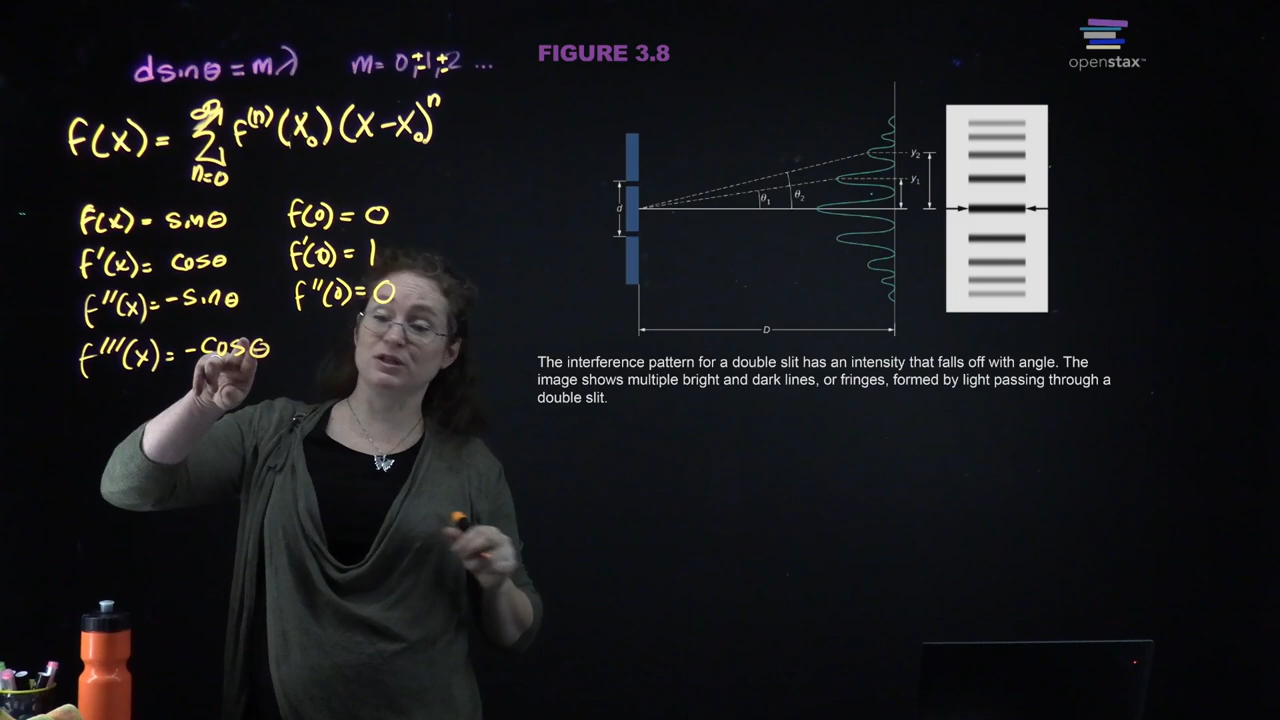 d sin θ = mλ m = 0, ±1, ±2 ...
f(x) = ∞ Σ n=0 f⁽ⁿ⁾(x₀)(x-x₀)ⁿ
f(x) = sinθ f(0) = 0
f'(x) = cosθ f'(0) = 1
f''(x) = -sinθ f''(0) = 0
f'''(x) = -cosθ
FIGURE 3.8
openstax™
y₂
y₁
θ₁ θ₂
d
D
The interference pattern for a double slit has an intensity that falls off with angle. The
image shows multiple bright and dark lines, or fringes, formed by light passing through a
double slit.